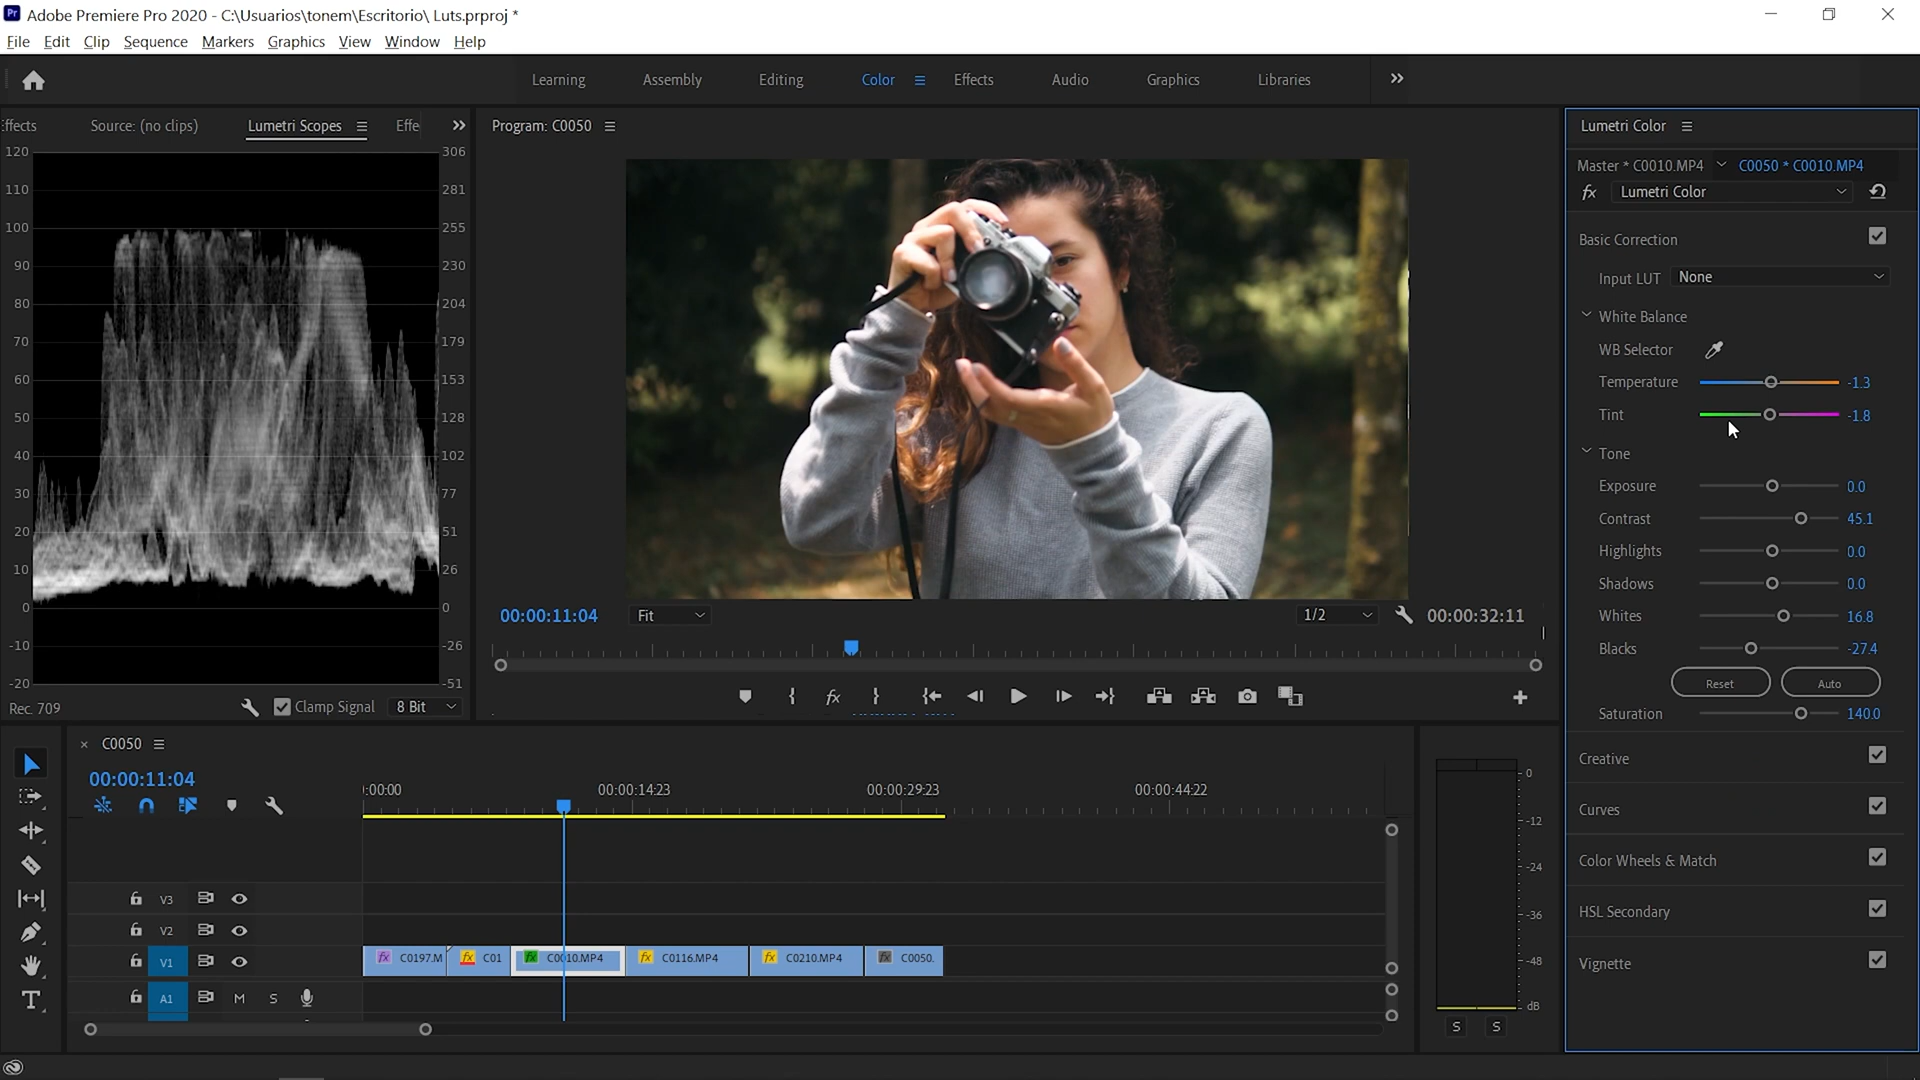 Pr Adobe Premiere Pro 2020 - C:\Usuarios\tonem\Escritorio\ Luts.prproj *
File Edit Clip Sequence Markers Graphics View Window Help
Learning Assembly Editing Color Effects Audio Graphics Libraries
ffects Source: (no clips) Lumetri Scopes Effe
120 306
110 281
100 255
90 230
80 204
70 179
60 153
50 128
40 102
30 77
20 51
10 26
0 0
-10 -26
-20 -51
Rec. 709 Clamp Signal 8 Bit
Program: C0050
00:00:11:04 Fit 1/2 00:00:32:11
Lumetri Color
Master * C0010.MP4 C0050 * C0010.MP4
fx Lumetri Color
Basic Correction
Input LUT None
White Balance
WB Selector
Temperature -1.3
Tint -1.8
Tone
Exposure 0.0
Contrast 45.1
Highlights 0.0
Shadows 0.0
Whites 16.8
Blacks -27.4
Reset Auto
Saturation 140.0
Creative
Curves
Color Wheels & Match
HSL Secondary
Vignette
fx
C0050
00:00:11:04
:00:00 00:00:14:23 00:00:29:23 00:00:44:22
V3
V2
V1 fx C0197.M fx C01 fx C0010.MP4 fx C0116.MP4 fx C0210.MP4 fx C0050.
A1 M S
T
0
-12
-24
-36
-48
dB
S S